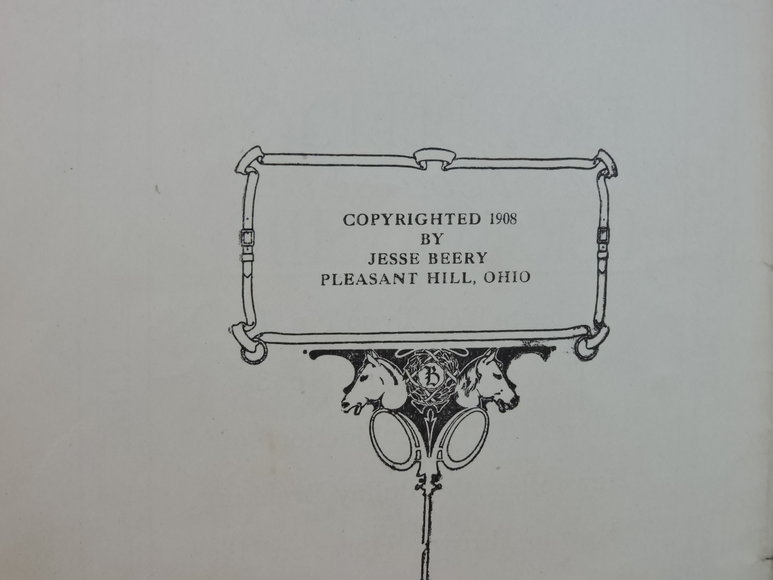 COPYRIGHTED 1908
BY
JESSE BEERY
PLEASANT HILL, OHIO
B